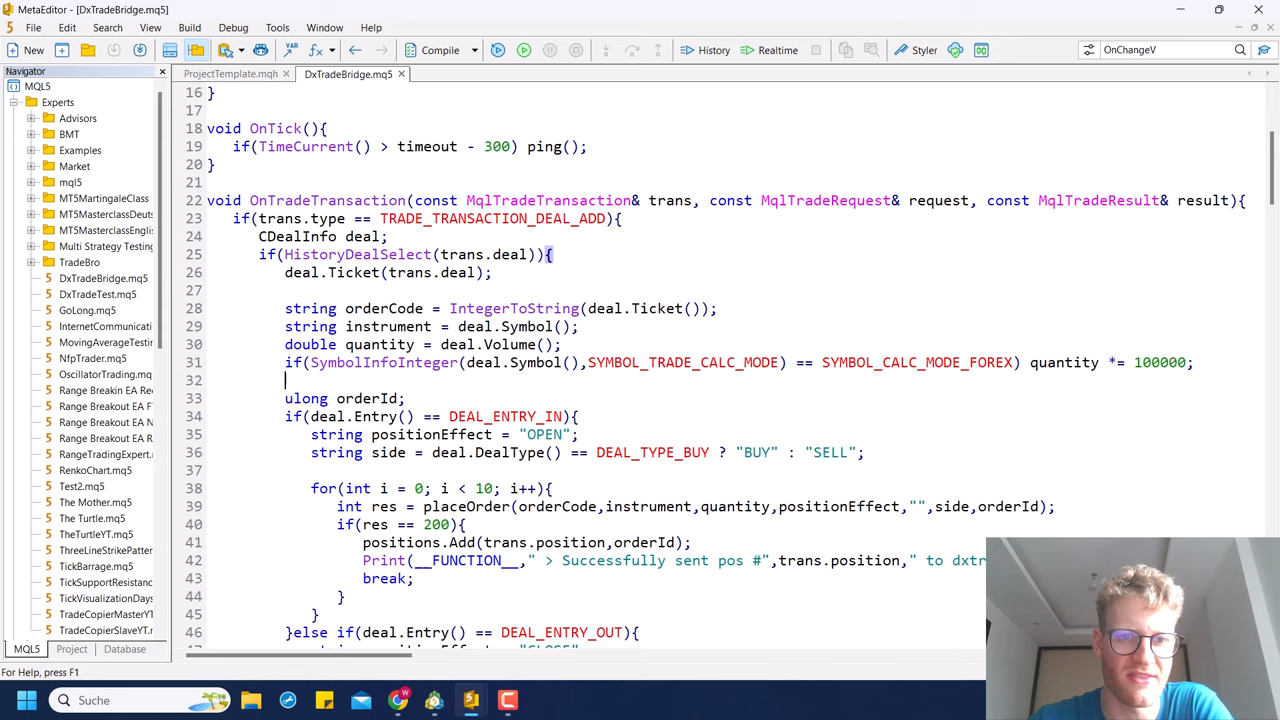 MetaEditor - [DxTradeBridge.mq5]
File Edit Search View Build Debug Tools Window Help
New Compile History Realtime Styler OnChangeV
Navigator
ProjectTemplate.mqh DxTradeBridge.mq5
MQL5
Experts
Advisors
BMT
Examples
Market
mql5
MT5MartingaleClass
MT5MasterclassDeuts
MT5MasterclassEnglis
Multi Strategy Testing
TradeBro
DxTradeBridge.mq5
DxTradeTest.mq5
GoLong.mq5
InternetCommunicati
MovingAverageTestin
NfpTrader.mq5
OscillatorTrading.mq
Range Breakin EA Re
Range Breakout EA F
Range Breakout EA N
Range Breakout EA R
RangeTradingExpert.
RenkoChart.mq5
Test2.mq5
The Mother.mq5
The Turtle.mq5
TheTurtleYT.mq5
ThreeLineStrikePatter
TickBarrage.mq5
TickSupportResistanc
TickVisualizationDays
TradeCopierMasterYT
TradeCopierSlaveYT.m
MQL5 Project Database
16 }
17
18 void OnTick(){
19 if(TimeCurrent() > timeout - 300) ping();
20 }
21
22 void OnTradeTransaction(const MqlTradeTransaction& trans, const MqlTradeRequest& request, const MqlTradeResult& result){
23 if(trans.type == TRADE_TRANSACTION_DEAL_ADD){
24 CDealInfo deal;
25 if(HistoryDealSelect(trans.deal)){
26 deal.Ticket(trans.deal);
27
28 string orderCode = IntegerToString(deal.Ticket());
29 string instrument = deal.Symbol();
30 double quantity = deal.Volume();
31 if(SymbolInfoInteger(deal.Symbol(),SYMBOL_TRADE_CALC_MODE) == SYMBOL_CALC_MODE_FOREX) quantity *= 100000;
32
33 ulong orderId;
34 if(deal.Entry() == DEAL_ENTRY_IN){
35 string positionEffect = "OPEN";
36 string side = deal.DealType() == DEAL_TYPE_BUY ? "BUY" : "SELL";
37
38 for(int i = 0; i < 10; i++){
39 int res = placeOrder(orderCode,instrument,quantity,positionEffect,"",side,orderId);
40 if(res == 200){
41 positions.Add(trans.position,orderId);
42 Print(__FUNCTION__," > Successfully sent pos #",trans.position," to dxtr
43 break;
44 }
45 }
46 }else if(deal.Entry() == DEAL_ENTRY_OUT){
For Help, press F1
Suche